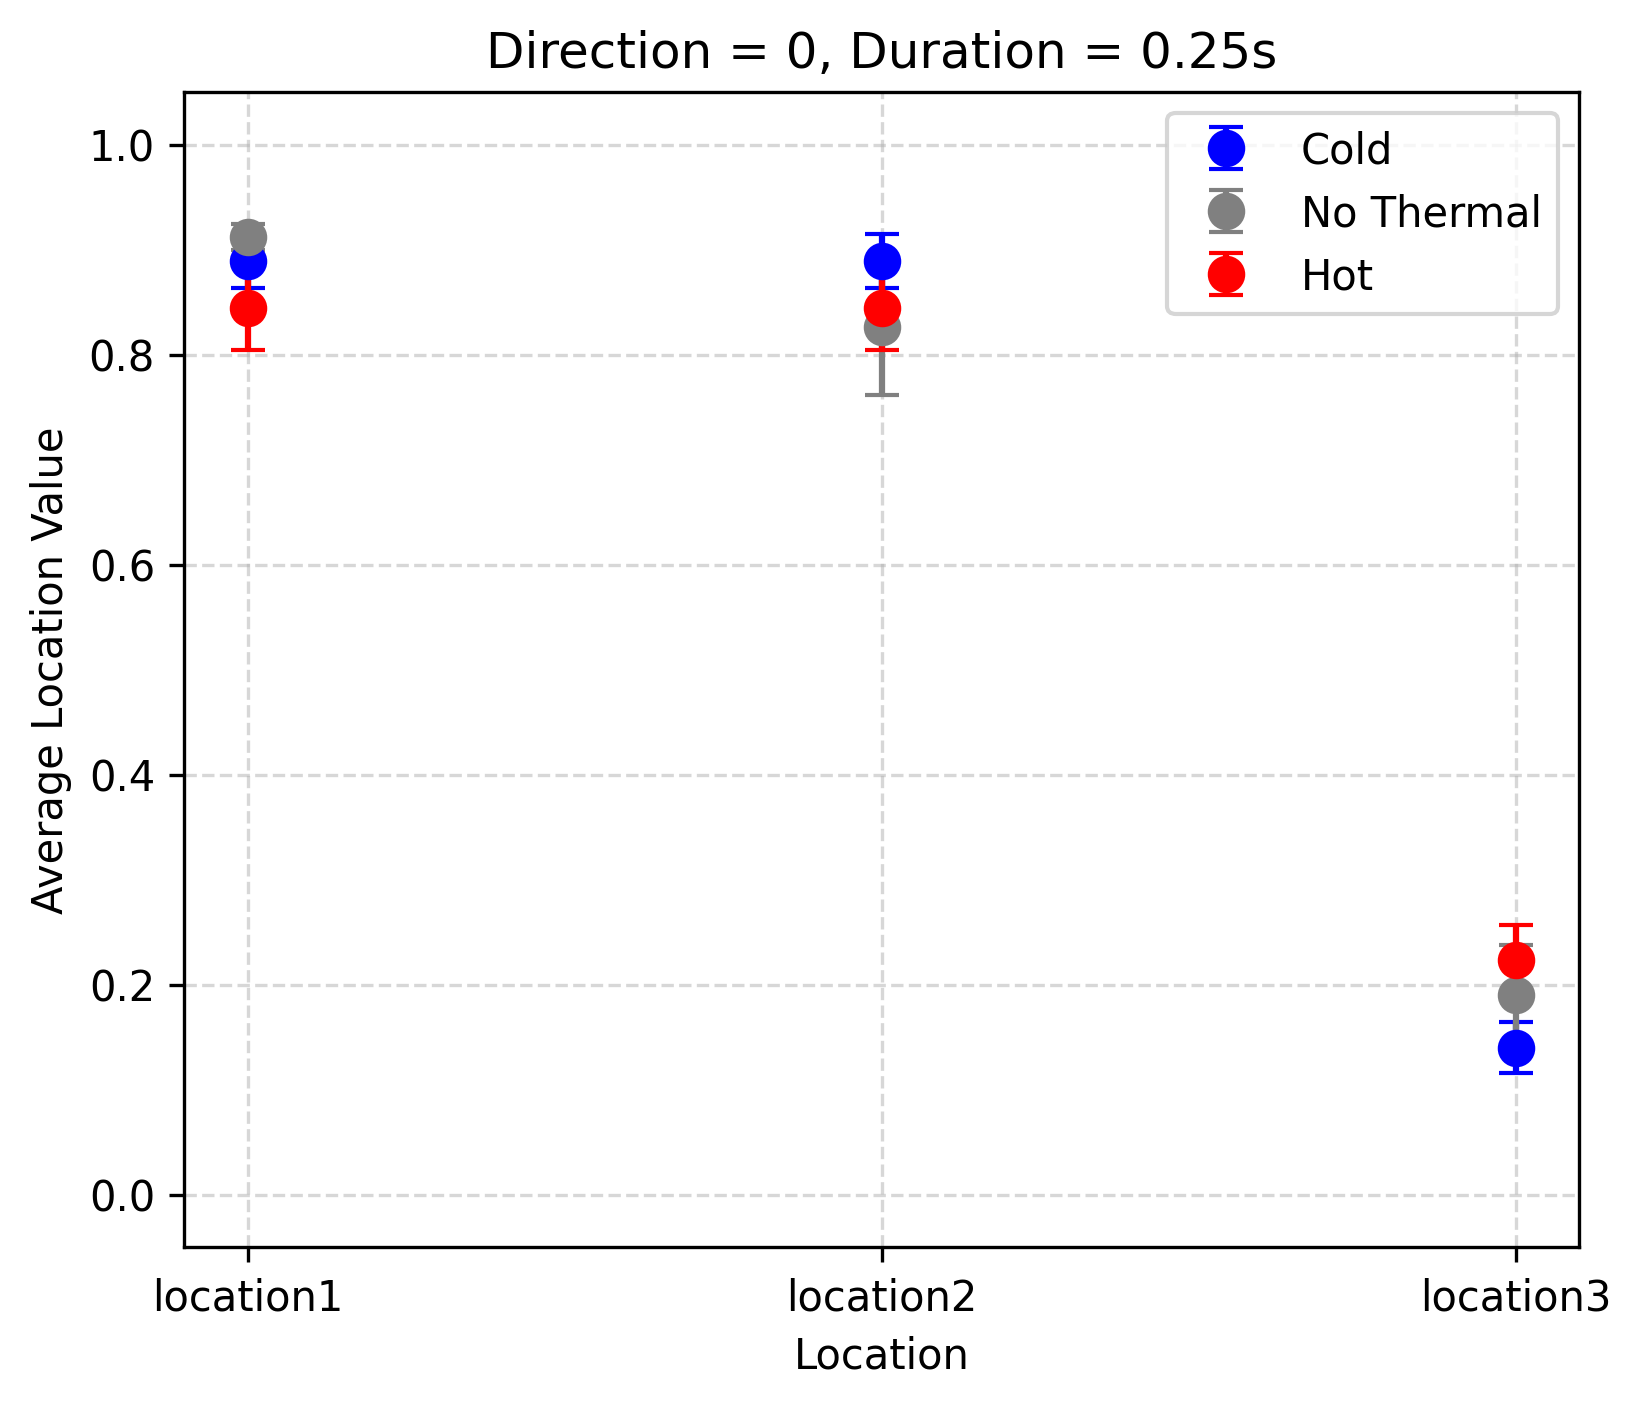 Direction = 0, Duration = 0.25s
Cold
No Thermal
Hot
1.0
0.8
0.6
0.4
0.2
0.0
Average Location Value
location1
location2
location3
Location